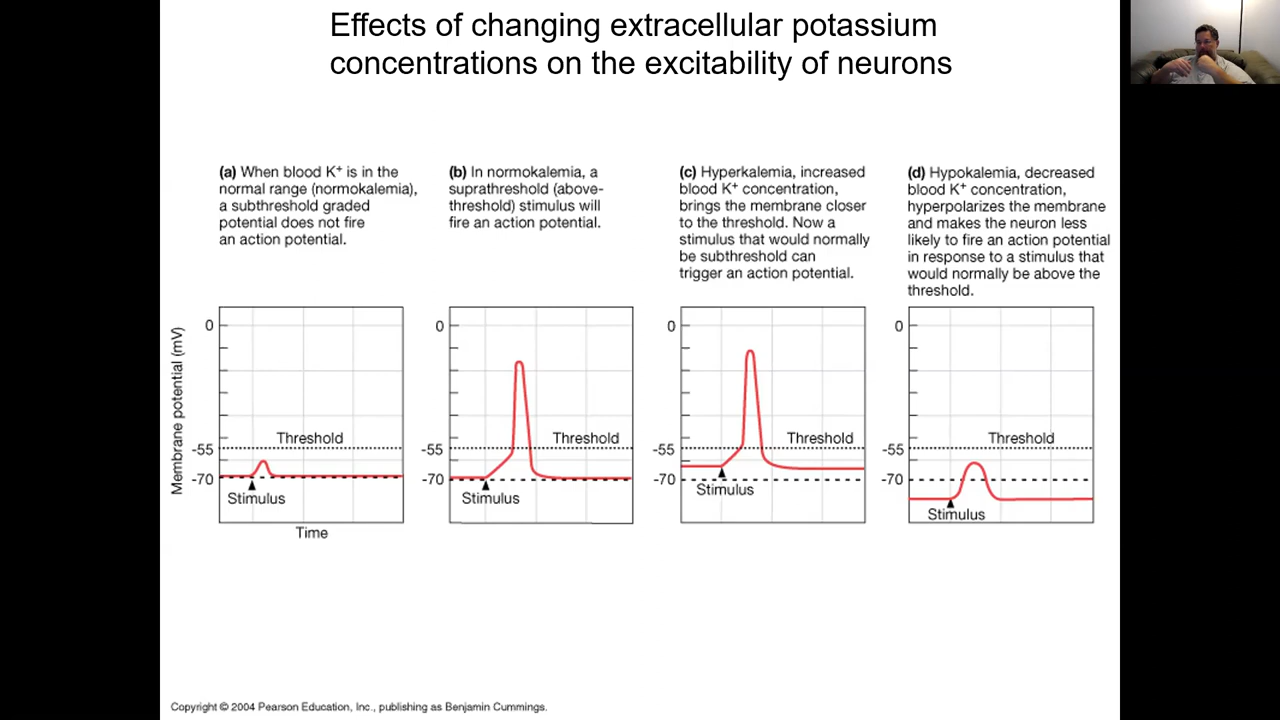 Effects of changing extracellular potassium
concentrations on the excitability of neurons
(a) When blood K⁺ is in the
normal range (normokalemia),
a subthreshold graded
potential does not fire
an action potential.
(b) In normokalemia, a
suprathreshold (above-
threshold) stimulus will
fire an action potential.
(c) Hyperkalemia, increased
blood K⁺ concentration,
brings the membrane closer
to the threshold. Now a
stimulus that would normally
be subthreshold can
trigger an action potential.
(d) Hypokalemia, decreased
blood K⁺ concentration,
hyperpolarizes the membrane
and makes the neuron less
likely to fire an action potential
in response to a stimulus that
would normally be above the
threshold.
Membrane potential (mV)
0
-55
-70
Threshold
Stimulus
Time
0
-55
-70
Threshold
Stimulus
0
-55
-70
Threshold
Stimulus
0
-55
-70
Threshold
Stimulus
Copyright © 2004 Pearson Education, Inc., publishing as Benjamin Cummings.